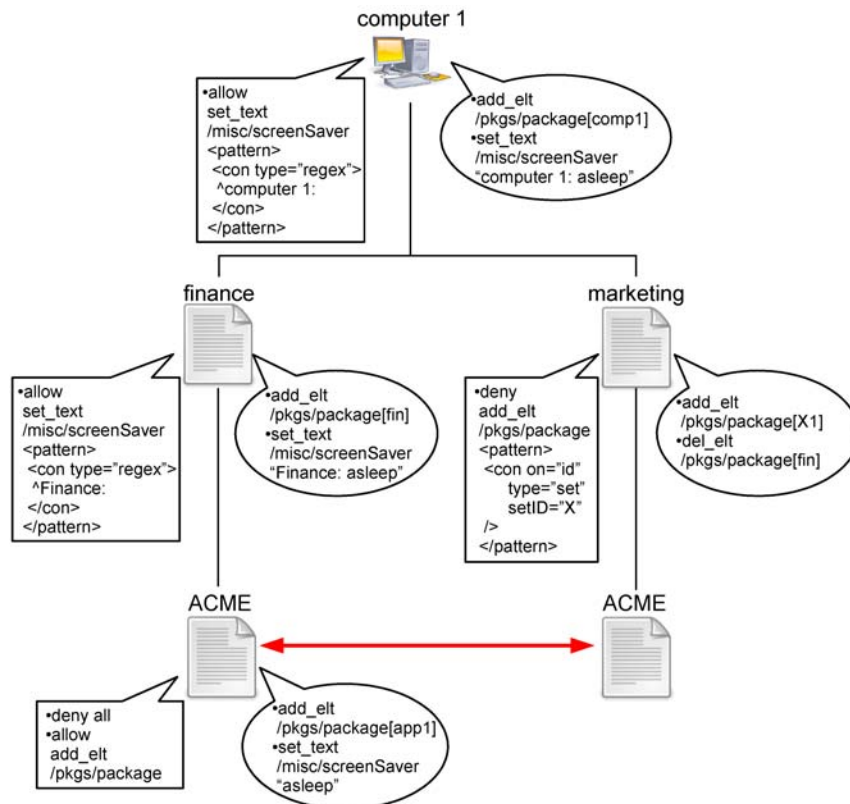 computer 1
•allow
set_text
/misc/screenSaver
<pattern>
<con type=”regex”>
^computer 1:
</con>
</pattern>
•add_elt
/pkgs/package[comp1]
•set_text
/misc/screenSaver
“computer 1: asleep”
finance
•allow
set_text
/misc/screenSaver
<pattern>
<con type=”regex”>
^Finance:
</con>
</pattern>
•add_elt
/pkgs/package[fin]
•set_text
/misc/screenSaver
“Finance: asleep”
marketing
•deny
add_elt
/pkgs/package
<pattern>
<con on=”id”
type=”set”
setID=”X”
/>
</pattern>
•add_elt
/pkgs/package[X1]
•del_elt
/pkgs/package[fin]
ACME
•deny all
•allow
add_elt
/pkgs/package
•add_elt
/pkgs/package[app1]
•set_text
/misc/screenSaver
“asleep”
ACME